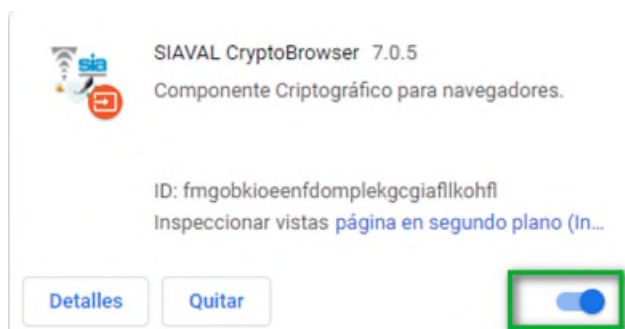 SIAVAL CryptoBrowser 7.0.5
sia
Componente Criptográfico para navegadores.
ID: fmgobkioeenfdomplekgcgiafllkohfl
Inspeccionar vistas página en segundo plano (In...
Detalles
Quitar